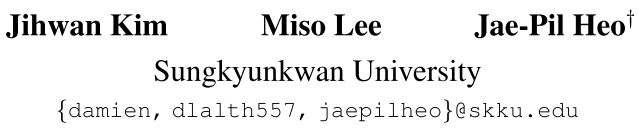 Jihwan Kim Miso Lee Jae-Pil Heo†
Sungkyunkwan University
{damien, dlalth557, jaepilheo}@skku.edu